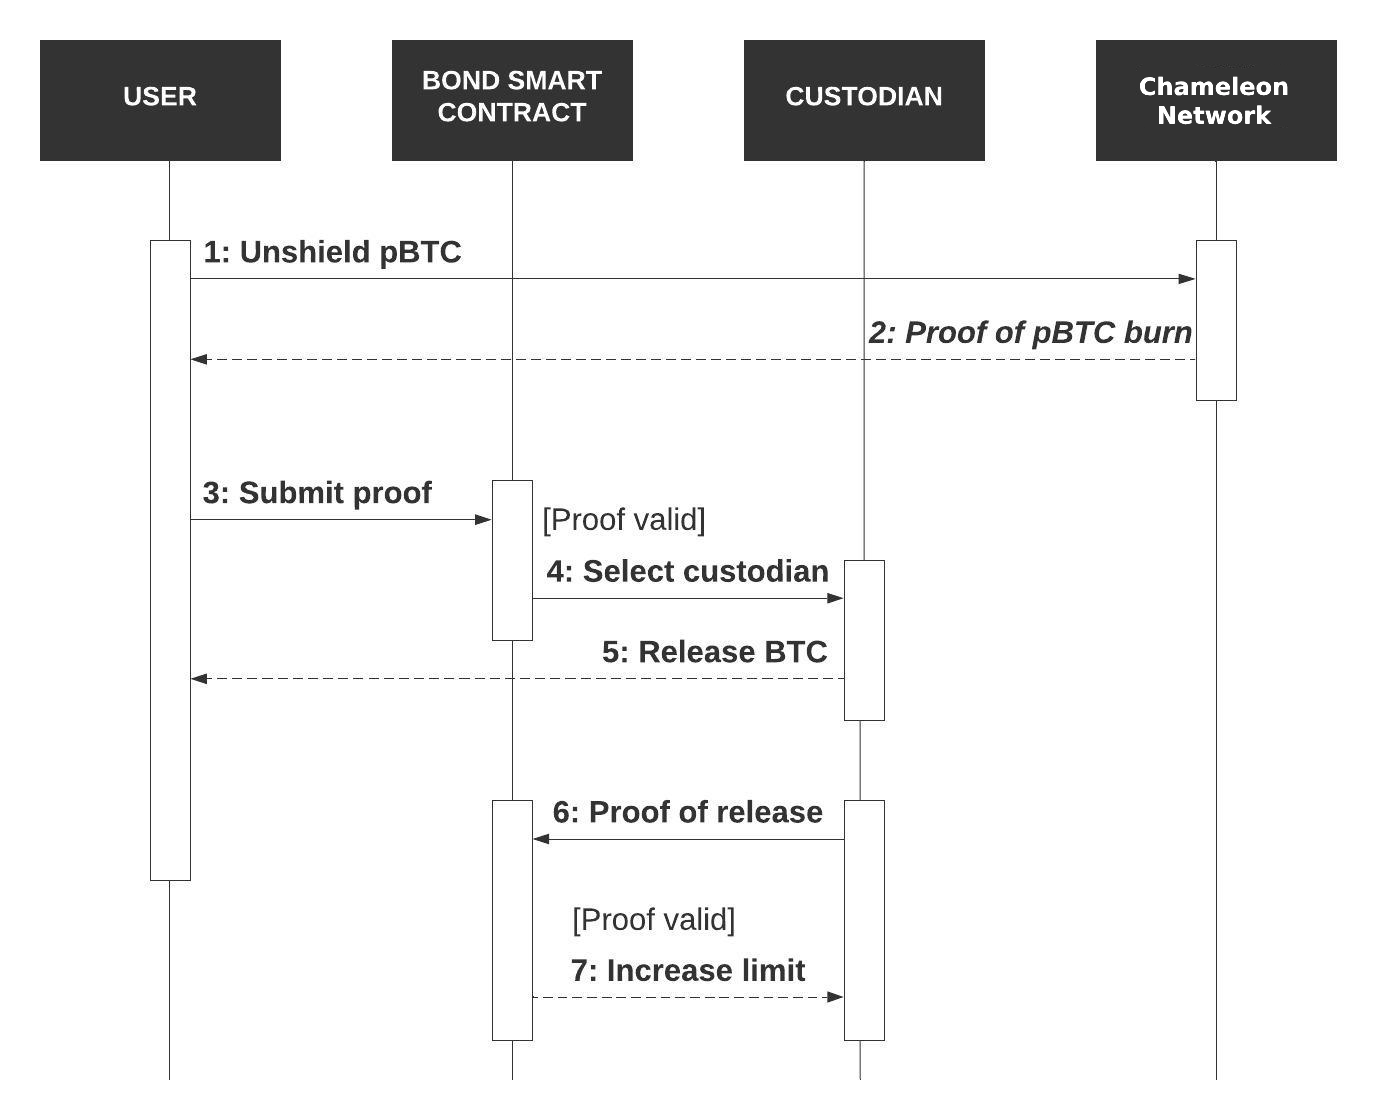 USER
BOND SMART
CONTRACT
CUSTODIAN
Chameleon
Network
1: Unshield pBTC
2: Proof of pBTC burn
3: Submit proof
[Proof valid]
4: Select custodian
5: Release BTC
6: Proof of release
[Proof valid]
7: Increase limit